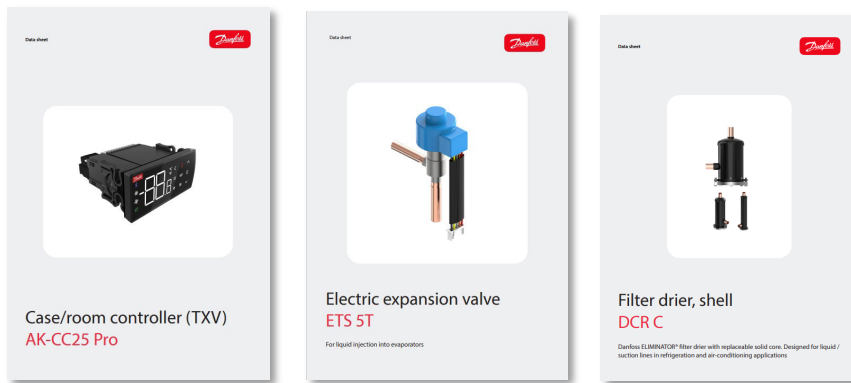 Data sheet
Danfoss
Case/room controller (TXV)
AK-CC25 Pro
Data sheet
Danfoss
Electric expansion valve
ETS 5T
For liquid injection into evaporators
Data sheet
Danfoss
Filter drier, shell
DCR C
Danfoss ELIMINATOR® filter drier with replaceable solid core. Designed for liquid /
suction lines in refrigeration and air-conditioning applications